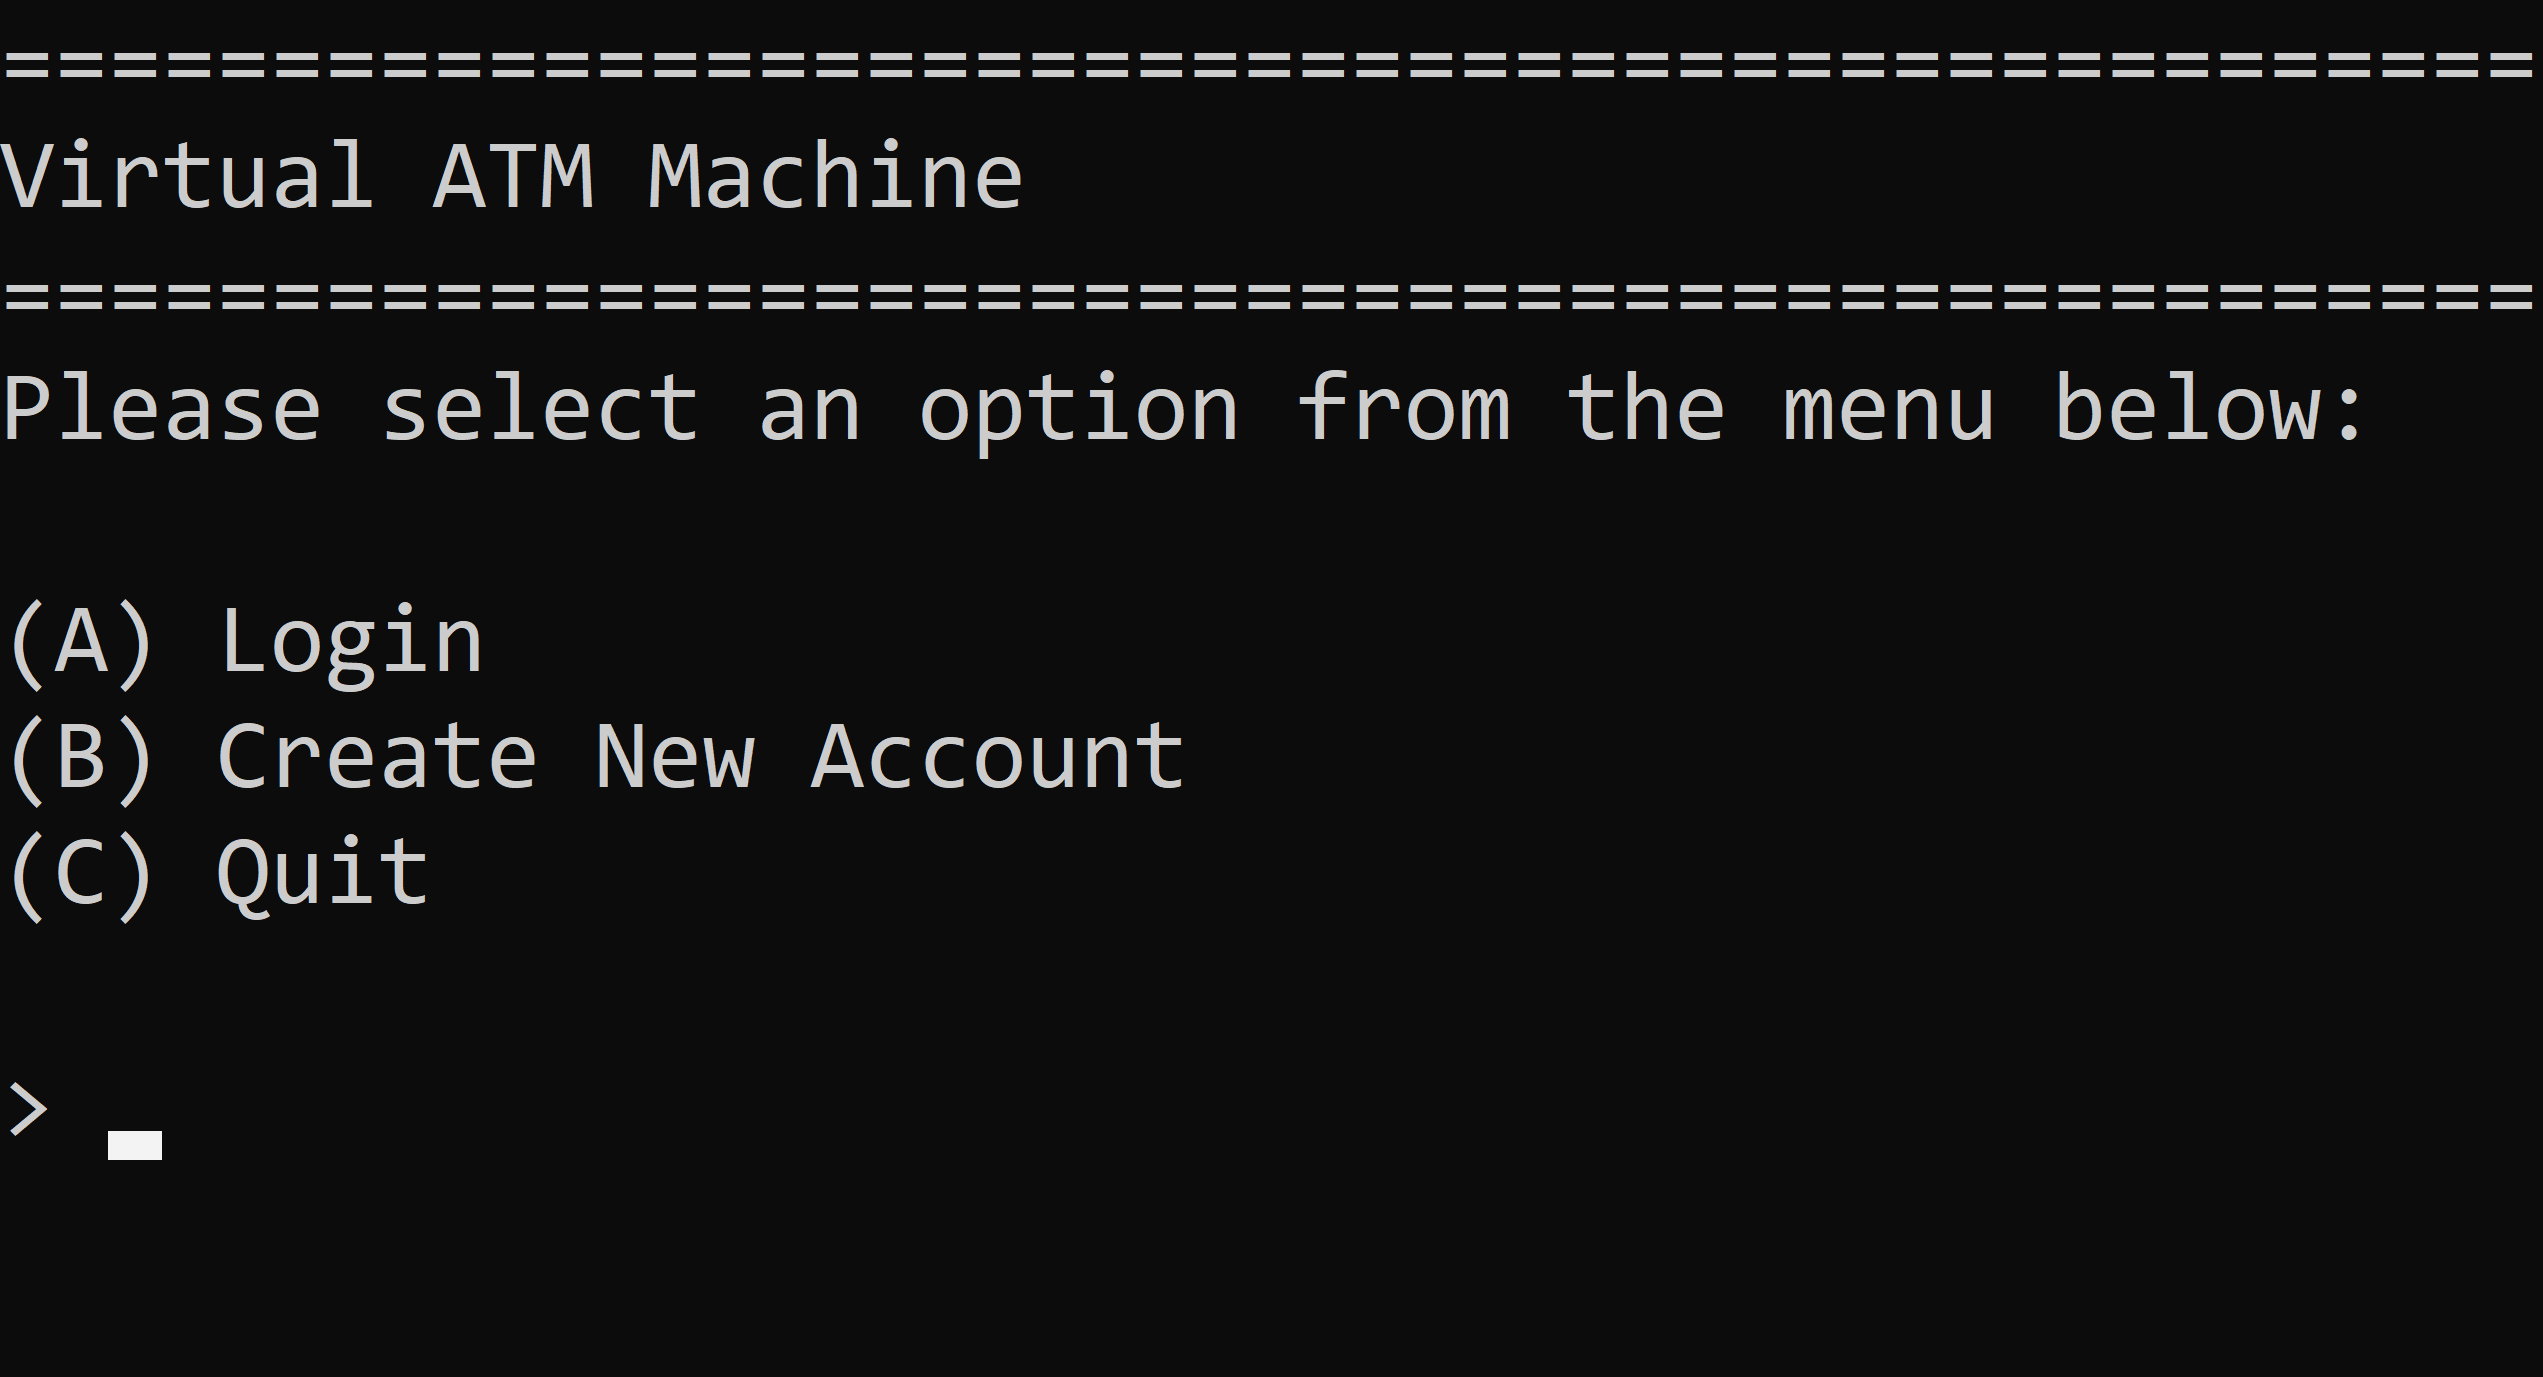 ===============================================
Virtual ATM Machine
===============================================
Please select an option from the menu below:
(A) Login
(B) Create New Account
(C) Quit
>